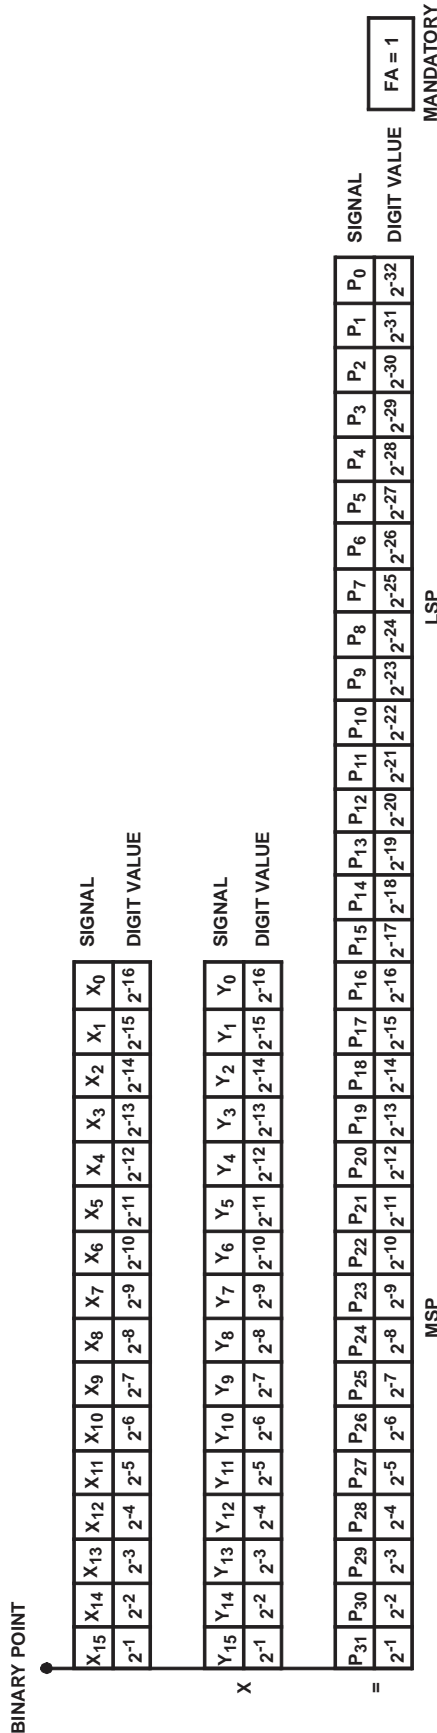 BINARY POINT
X15 X14 X13 X12 X11 X10 X9 X8 X7 X6 X5 X4 X3 X2 X1 X0 SIGNAL
2-1 2-2 2-3 2-4 2-5 2-6 2-7 2-8 2-9 2-10 2-11 2-12 2-13 2-14 2-15 2-16 DIGIT VALUE
X
Y15 Y14 Y13 Y12 Y11 Y10 Y9 Y8 Y7 Y6 Y5 Y4 Y3 Y2 Y1 Y0 SIGNAL
2-1 2-2 2-3 2-4 2-5 2-6 2-7 2-8 2-9 2-10 2-11 2-12 2-13 2-14 2-15 2-16 DIGIT VALUE
=
P31 P30 P29 P28 P27 P26 P25 P24 P23 P22 P21 P20 P19 P18 P17 P16 P15 P14 P13 P12 P11 P10 P9 P8 P7 P6 P5 P4 P3 P2 P1 P0 SIGNAL
2-1 2-2 2-3 2-4 2-5 2-6 2-7 2-8 2-9 2-10 2-11 2-12 2-13 2-14 2-15 2-16 2-17 2-18 2-19 2-20 2-21 2-22 2-23 2-24 2-25 2-26 2-27 2-28 2-29 2-30 2-31 2-32 DIGIT VALUE
FA = 1
MSP LSP MANDATORY